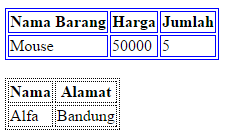 Nama Barang Harga Jumlah
Mouse 50000 5
Nama Alamat
Alfa Bandung